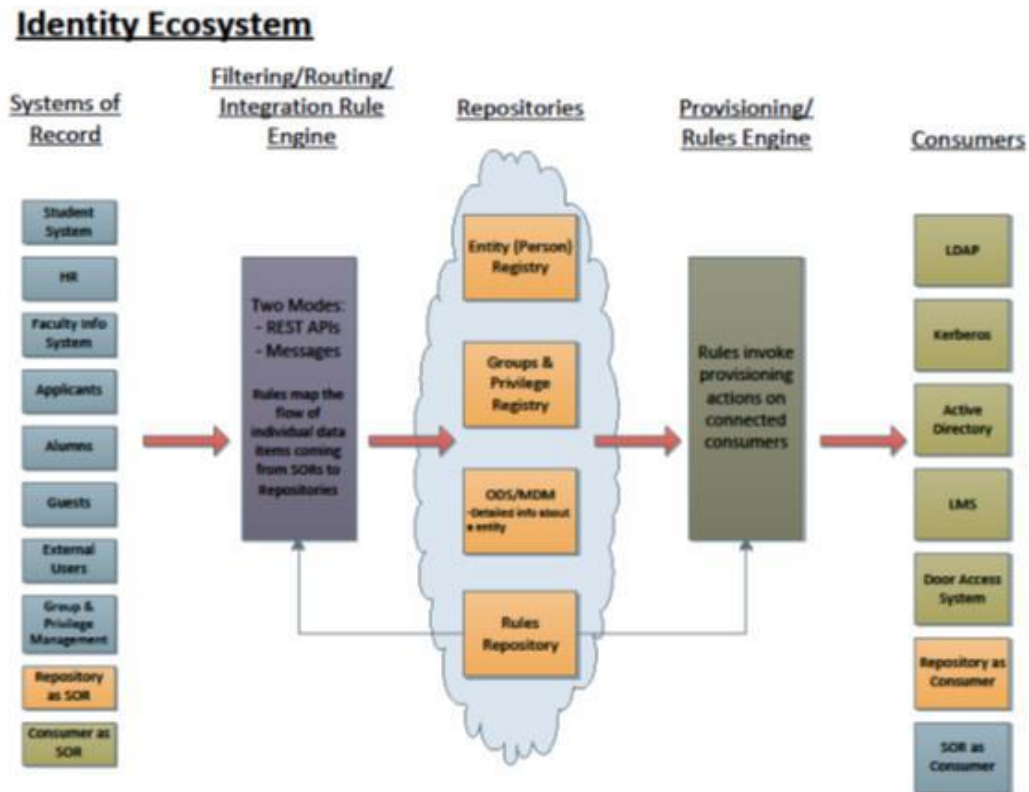 Identity Ecosystem
Systems of
Record
Filtering/Routing/
Integration Rule
Engine
Repositories
Provisioning/
Rules Engine
Consumers
Student
System
HR
Faculty Info
System
Applicants
Alumns
Guests
External
Users
Group &
Privilege
Management
Repository
as SOR
Consumer as
SOR
Two Modes:
- REST APIs
- Messages
Rules map the
flow of
individual data
items coming
from SORs to
Repositories
Entity (Person)
Registry
Groups &
Privilege
Registry
ODS/MDM
-Detailed info about
a entity
Rules
Repository
Rules invoke
provisioning
actions on
connected
consumers
LDAP
Kerberos
Active
Directory
LMS
Door Access
System
Repository as
Consumer
SOR as
Consumer